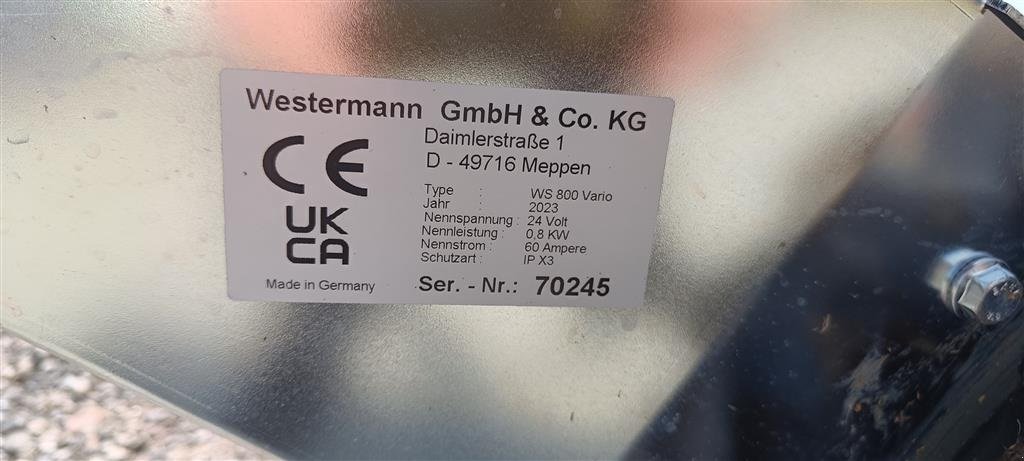 Westermann GmbH & Co. KG
Daimlerstraße 1
D - 49716 Meppen
CE
UK
CA
Type : WS 800 Vario
Jahr : 2023
Nennspannung : 24 Volt
Nennleistung : 0,8 KW
Nennstrom : 60 Ampere
Schutzart : IP X3
Made in Germany
Ser. - Nr.: 70245